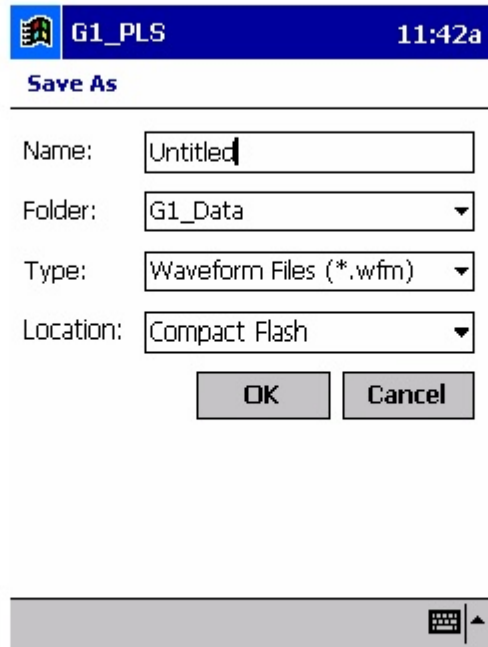 G1_PLS 11:42a
Save As
Name: Untitled
Folder: G1_Data
Type: Waveform Files (*.wfm)
Location: Compact Flash
OK Cancel